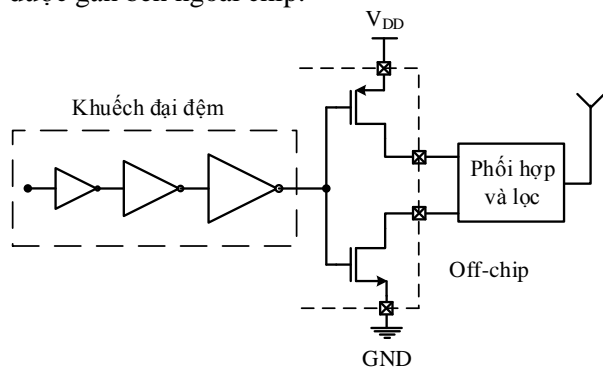 được gắn bên ngoài chip.
V_DD
Khuếch đại đệm
Phối hợp
và lọc
Off-chip
GND